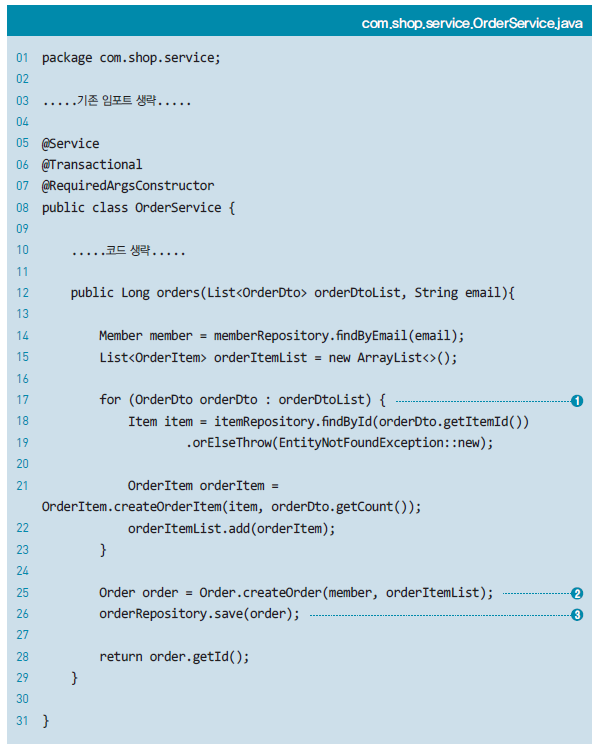 com.shop.service.OrderService.java
01 package com.shop.service;
02
03 .....기존 임포트 생략.....
04
05 @Service
06 @Transactional
07 @RequiredArgsConstructor
08 public class OrderService {
09
10     .....코드 생략.....
11
12     public Long orders(List<OrderDto> orderDtoList, String email){
13
14         Member member = memberRepository.findByEmail(email);
15         List<OrderItem> orderItemList = new ArrayList<>();
16
17         for (OrderDto orderDto : orderDtoList) { ❶
18             Item item = itemRepository.findById(orderDto.getItemId())
19                     .orElseThrow(EntityNotFoundException::new);
20
21             OrderItem orderItem =
OrderItem.createOrderItem(item, orderDto.getCount());
22             orderItemList.add(orderItem);
23         }
24
25         Order order = Order.createOrder(member, orderItemList); ❷
26         orderRepository.save(order); ❸
27
28         return order.getId();
29     }
30
31 }